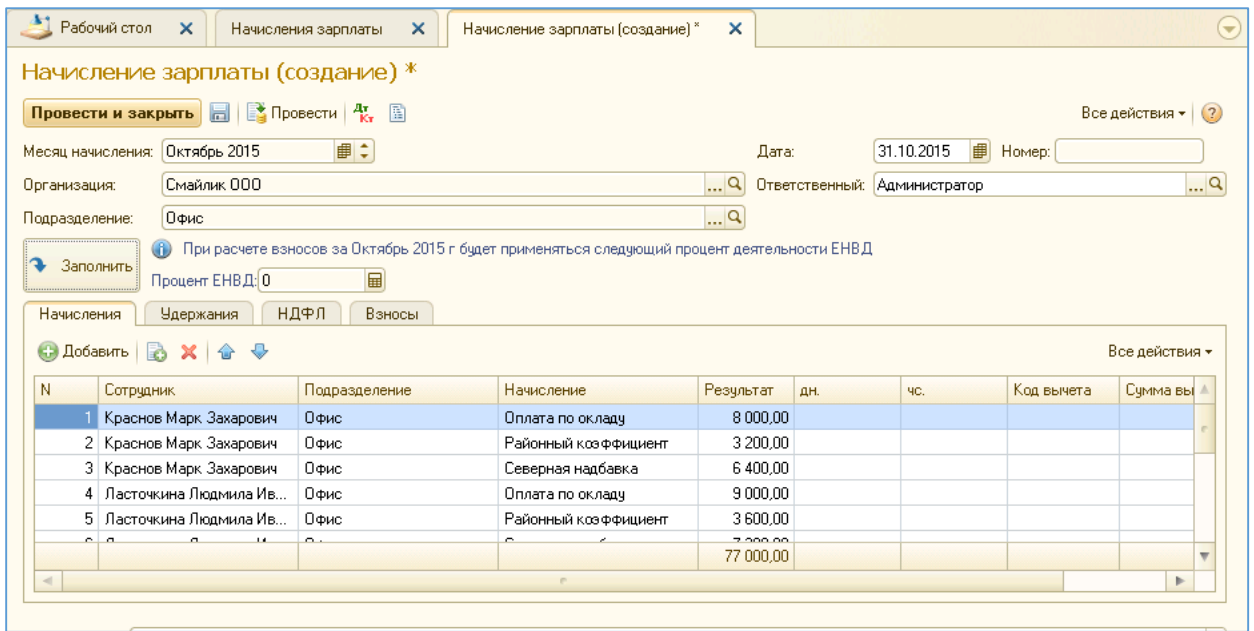 Рабочий стол Начисления зарплаты Начисление зарплаты (создание) *
Начисление зарплаты (создание) *
Провести и закрыть Провести Дт Кт Все действия
Месяц начисления: Октябрь 2015 Дата: 31.10.2015 Номер:
Организация: Смайлик ООО ... Ответственный: Администратор ...
Подразделение: Офис ...
Заполнить При расчете взносов за Октябрь 2015 г будет применяться следующий процент деятельности ЕНВД
Процент ЕНВД: 0
Начисления Удержания НДФЛ Взносы
Добавить Все действия
N Сотрудник Подразделение Начисление Результат дн. чс. Код вычета Сумма вы
1 Краснов Марк Захарович Офис Оплата по окладу 8 000,00
2 Краснов Марк Захарович Офис Районный коэффициент 3 200,00
3 Краснов Марк Захарович Офис Северная надбавка 6 400,00
4 Ласточкина Людмила Ив... Офис Оплата по окладу 9 000,00
5 Ласточкина Людмила Ив... Офис Районный коэффициент 3 600,00
77 000,00